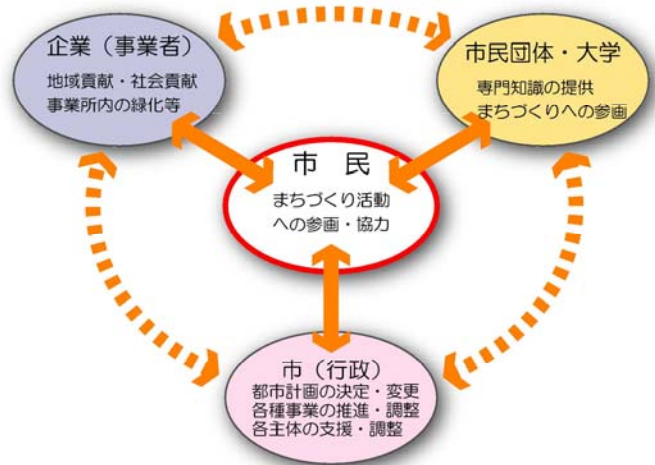 企業（事業者）
地域貢献・社会貢献
事業所内の緑化等
市民団体・大学
専門知識の提供
まちづくりへの参画
市 民
まちづくり活動
への参画・協力
市（行政）
都市計画の決定・変更
各種事業の推進・調整
各主体の支援・調整